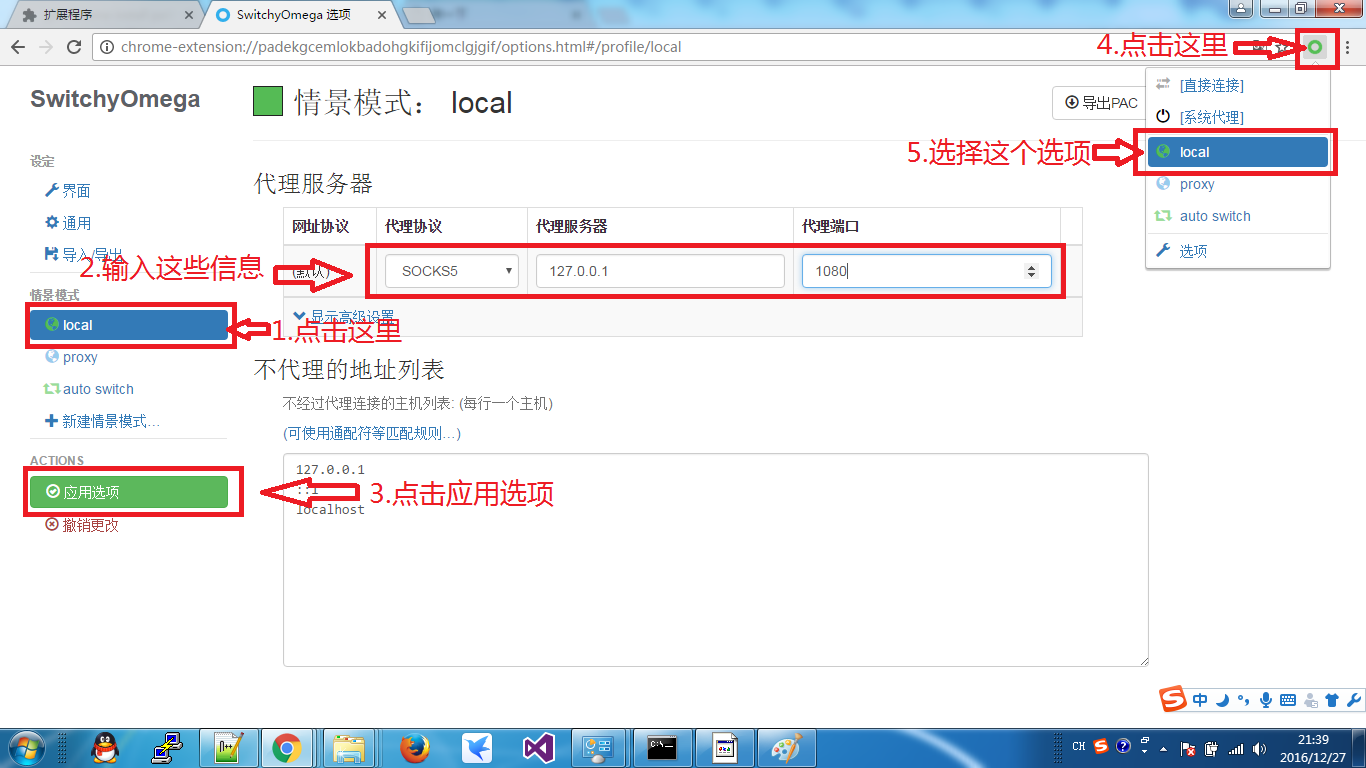 扩展程序
SwitchyOmega 选项
chrome-extension://padekgcemlokbadohgkifijomclgjgif/options.html#/profile/local
4.点击这里
SwitchyOmega
情景模式： local
导出PAC
[直接连接]
[系统代理]
5.选择这个选项
local
proxy
auto switch
选项
设定
界面
通用
导入/导出
代理服务器
网址协议 代理协议 代理服务器 代理端口
2.输入这些信息
(默认) SOCKS5 127.0.0.1 1080
显示高级设置
情景模式
local
1.点击这里
proxy
auto switch
新建情景模式...
不代理的地址列表
不经过代理连接的主机列表: (每行一个主机)
(可使用通配符等匹配规则...)
127.0.0.1
::1
localhost
ACTIONS
应用选项
3.点击应用选项
撤销更改
中
CH
21:39
2016/12/27